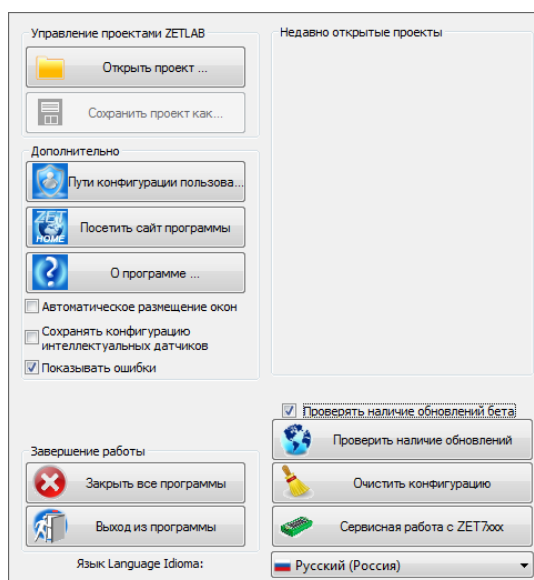 Управление проектами ZETLAB
Открыть проект ...
Сохранить проект как...
Дополнительно
Пути конфигурации пользова...
ZET
HOME
Посетить сайт программы
О программе ...
Автоматическое размещение окон
Сохранять конфигурацию
интеллектуальных датчиков
Показывать ошибки
Завершение работы
Закрыть все программы
Выход из программы
Язык Language Idioma:
Недавно открытые проекты
Проверять наличие обновлений бета
Проверить наличие обновлений
Очистить конфигурацию
Сервисная работа с ZET7xxx
Русский (Россия)